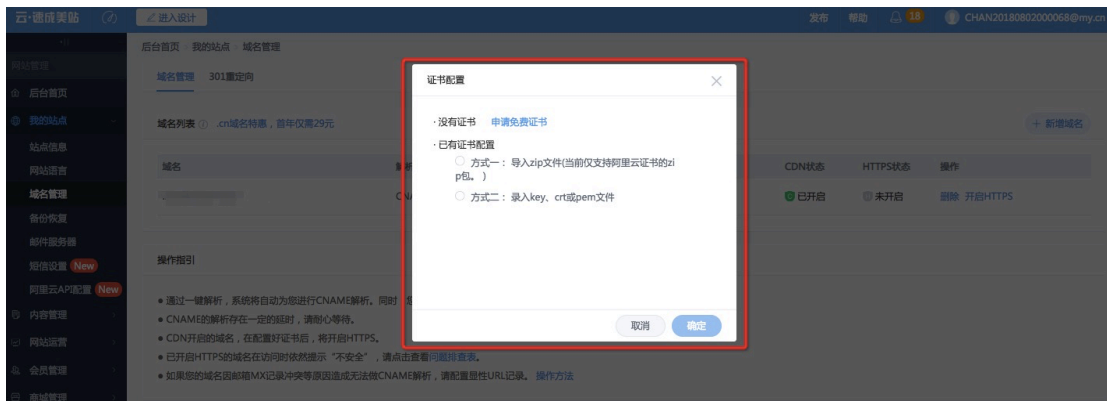 云·速成美站
进入设计
发布
帮助
18
CHAN20180802000068@my.cn
网站管理
后台首页
我的站点
站点信息
网站语言
域名管理
备份恢复
邮件服务器
短信设置 New
阿里云API配置 New
内容管理
网站运营
会员管理
商城管理
后台首页 我的站点 域名管理
域名管理 301重定向
域名列表 .cn域名特惠，首年仅需29元
+ 新增域名
域名
CDN状态 HTTPS状态 操作
已开启 未开启 删除 开启HTTPS
操作指引
• 通过一键解析，系统将自动为您进行CNAME解析。同时
• CNAME的解析存在一定的延时，请耐心等待。
• CDN开启的域名，在配置好证书后，将开启HTTPS。
• 已开启HTTPS的域名在访问时依然提示“不安全”，请点击查看问题排查表。
• 如果您的域名因邮箱MX记录冲突等原因造成无法做CNAME解析，请配置显性URL记录。 操作方法
证书配置
·没有证书 申请免费证书
·已有证书配置
方式一： 导入zip文件(当前仅支持阿里云证书的zi
p包。 )
方式二： 录入key、crt或pem文件
取消 确定